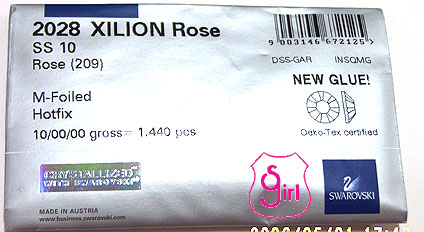 2028 XILION Rose
SS 10
Rose (209)
M-Foiled
Hotfix
10/00/00 gross= 1.440 pcs
9 003146 672125
DSS-GAR INSQMG
NEW GLUE!
Oeko-Tex certified
CRYSTALLIZED
WITH SWAROVSKI
MADE IN AUSTRIA
www.business.swarovski.com
S girl
SWAROVSKI